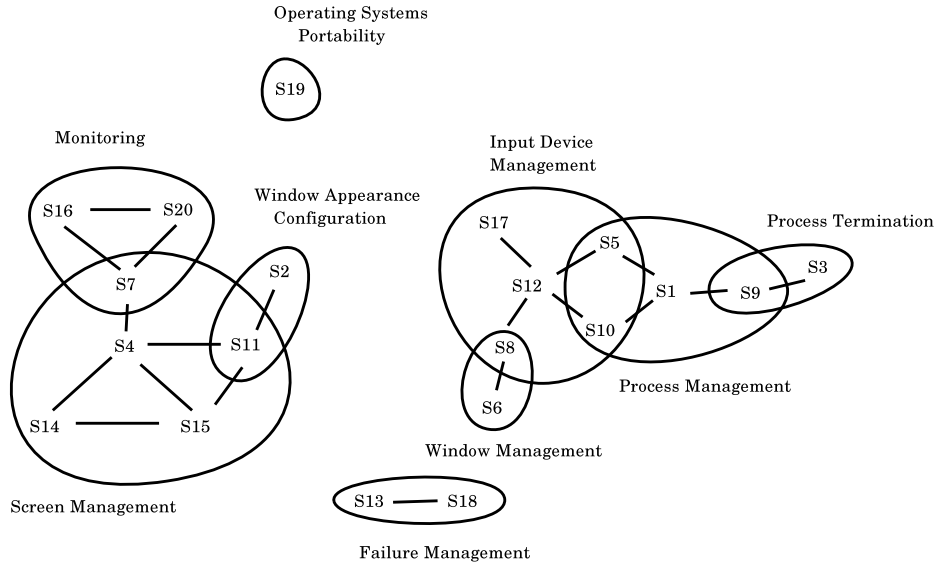 Operating Systems
Portability
S19
Monitoring
S16
S20
S7
Window Appearance
Configuration
S2
S4
S11
S14
S15
Screen Management
Input Device
Management
S17
S5
S12
S1
S10
S8
S6
Process Termination
S3
S9
Process Management
Window Management
S13
S18
Failure Management